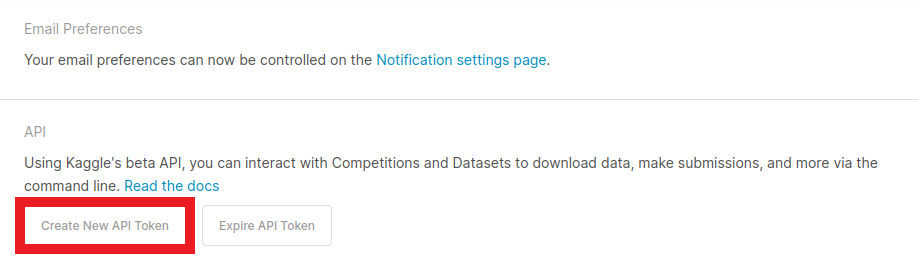 Email Preferences
Your email preferences can now be controlled on the Notification settings page.
API
Using Kaggle's beta API, you can interact with Competitions and Datasets to download data, make submissions, and more via the
command line. Read the docs
Create New API Token
Expire API Token